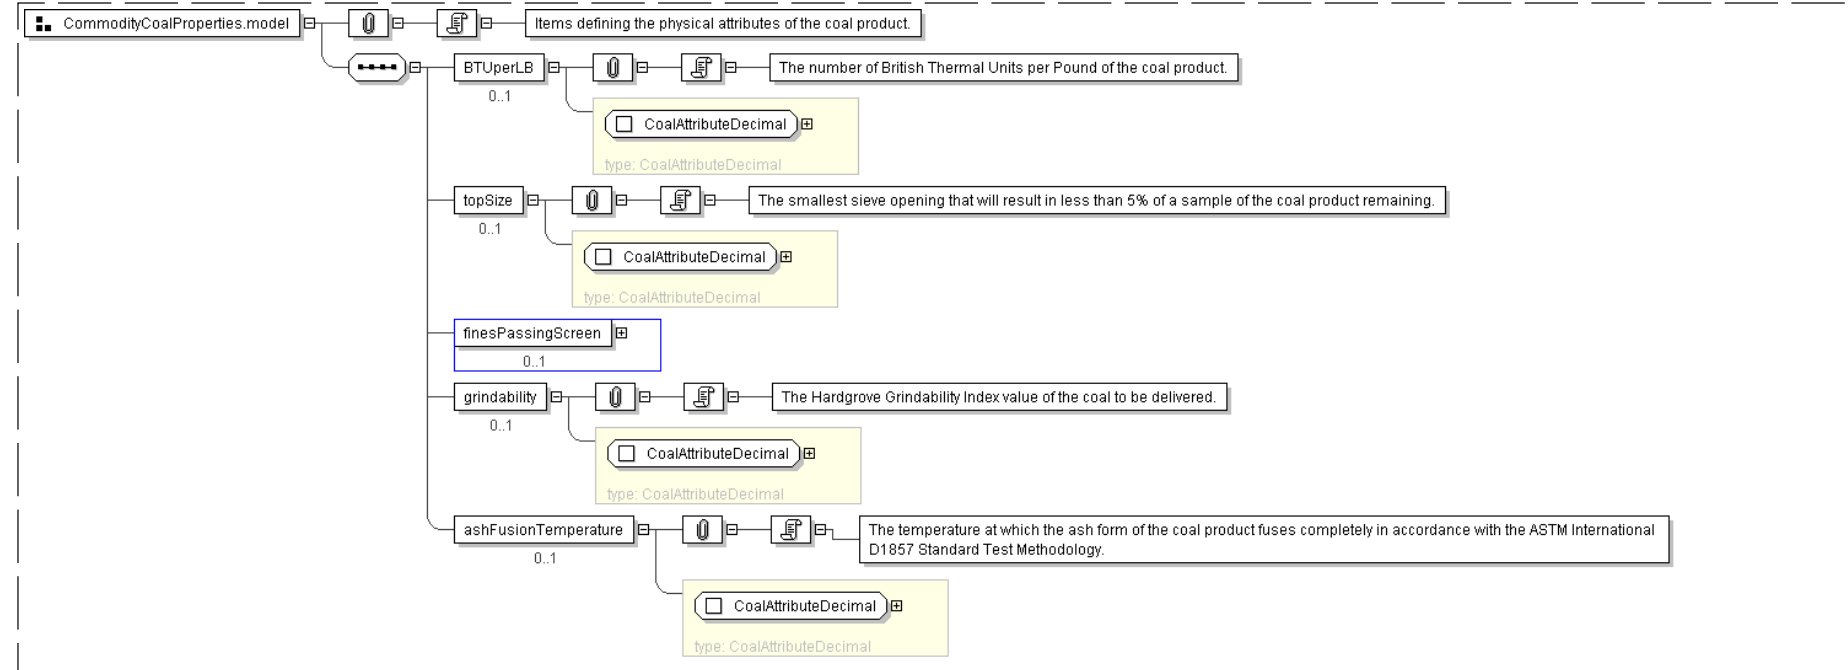 CommodityCoalProperties.model
Items defining the physical attributes of the coal product.
BTUperLB
The number of British Thermal Units per Pound of the coal product.
0..1
CoalAttributeDecimal
type: CoalAttributeDecimal
topSize
The smallest sieve opening that will result in less than 5% of a sample of the coal product remaining.
0..1
CoalAttributeDecimal
type: CoalAttributeDecimal
finesPassingScreen
0..1
grindability
The Hardgrove Grindability Index value of the coal to be delivered.
0..1
CoalAttributeDecimal
type: CoalAttributeDecimal
ashFusionTemperature
The temperature at which the ash form of the coal product fuses completely in accordance with the ASTM International
D1857 Standard Test Methodology.
0..1
CoalAttributeDecimal
type: CoalAttributeDecimal